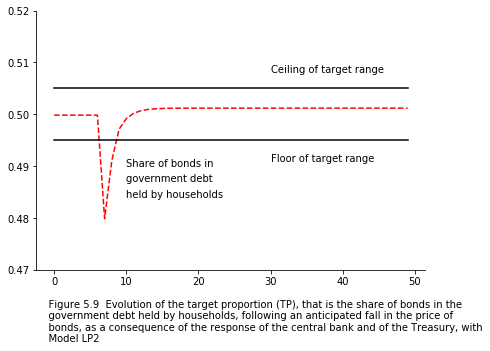 0.52
0.51
0.50
0.49
0.48
0.47
Ceiling of target range
Floor of target range
Share of bonds in
government debt
held by households
0 10 20 30 40 50
Figure 5.9 Evolution of the target proportion (TP), that is the share of bonds in the
government debt held by households, following an anticipated fall in the price of
bonds, as a consequence of the response of the central bank and of the Treasury, with
Model LP2